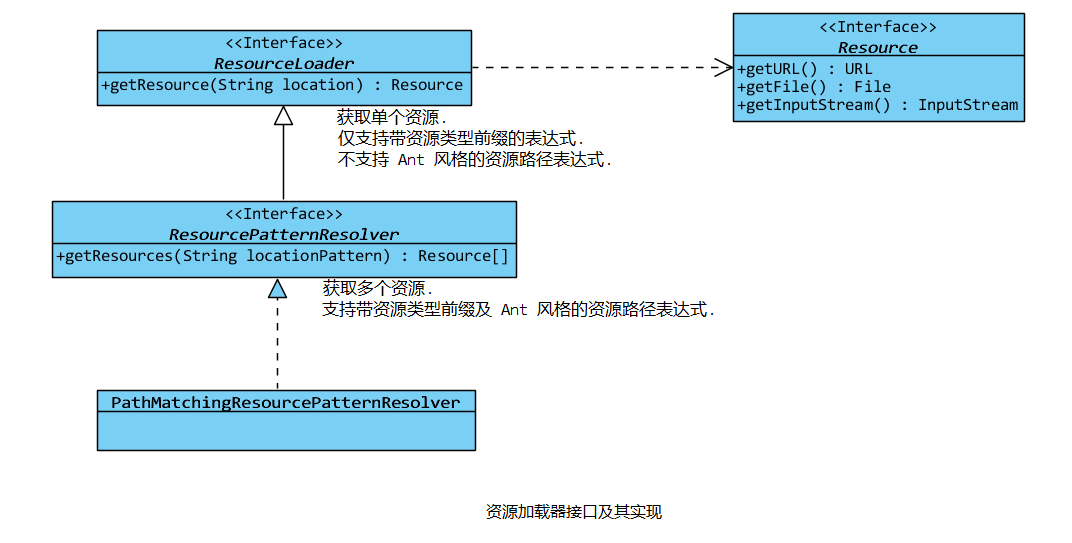 <<Interface>>
ResourceLoader
+getResource(String location) : Resource
<<Interface>>
Resource
+getURL() : URL
+getFile() : File
+getInputStream() : InputStream
获取单个资源.
仅支持带资源类型前缀的表达式.
不支持 Ant 风格的资源路径表达式.
<<Interface>>
ResourcePatternResolver
+getResources(String locationPattern) : Resource[]
获取多个资源.
支持带资源类型前缀及 Ant 风格的资源路径表达式.
PathMatchingResourcePatternResolver
资源加载器接口及其实现